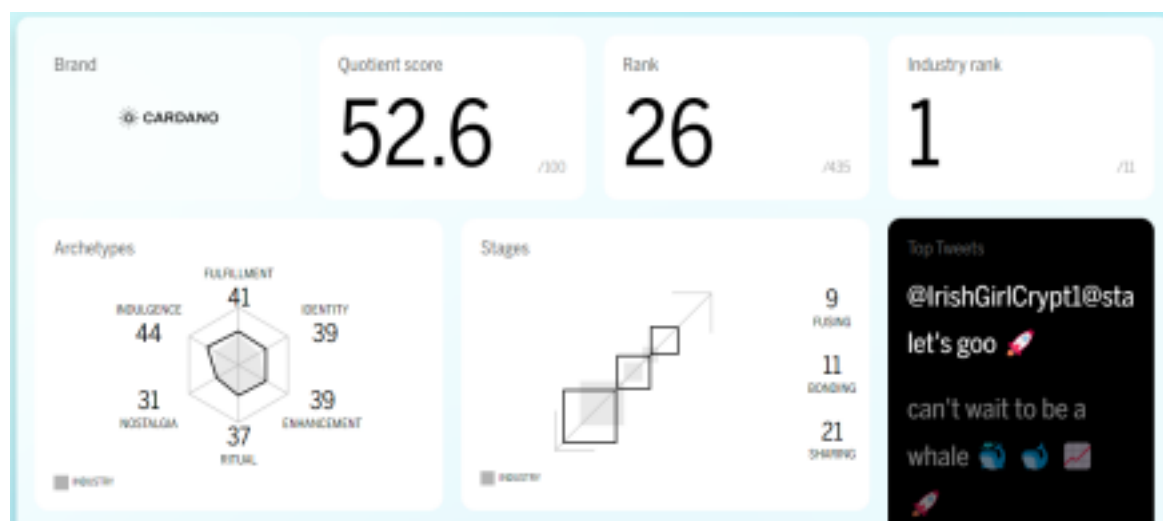 Brand
CARDANO
Quotient score
52.6
/100
Rank
26
/435
Industry rank
1
/11
Archetypes
FULFILLMENT
41
INDULGENCE
44
IDENTITY
39
31
NOSTALGIA
39
ENHANCEMENT
37
RITUAL
INDUSTRY
Stages
9
FUSING
11
BONDING
21
SHARING
INDUSTRY
Top Tweets
@IrishGirlCrypt1@sta
let's goo 🚀
can't wait to be a
whale 🐳 🐋 📈
🚀